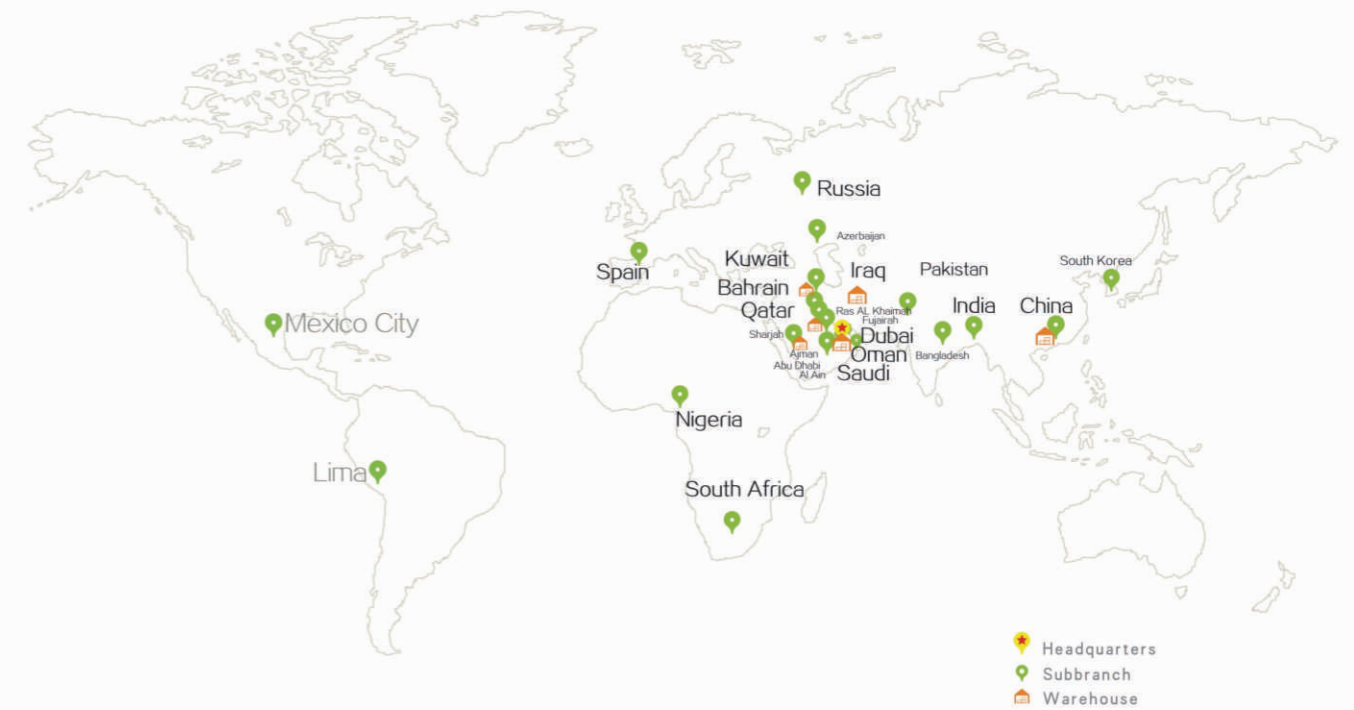 Russia
Azerbaijan
Kuwait
Iraq
Pakistan
South Korea
Spain
Bahrain
India
China
Qatar
Ras AL Khaimah
Fujairah
Mexico City
Sharjah
Dubai
Ajman
Oman
Bangladesh
Abu Dhabi
Al Ain
Saudi
Nigeria
Lima
South Africa
Headquarters
Subbranch
Warehouse